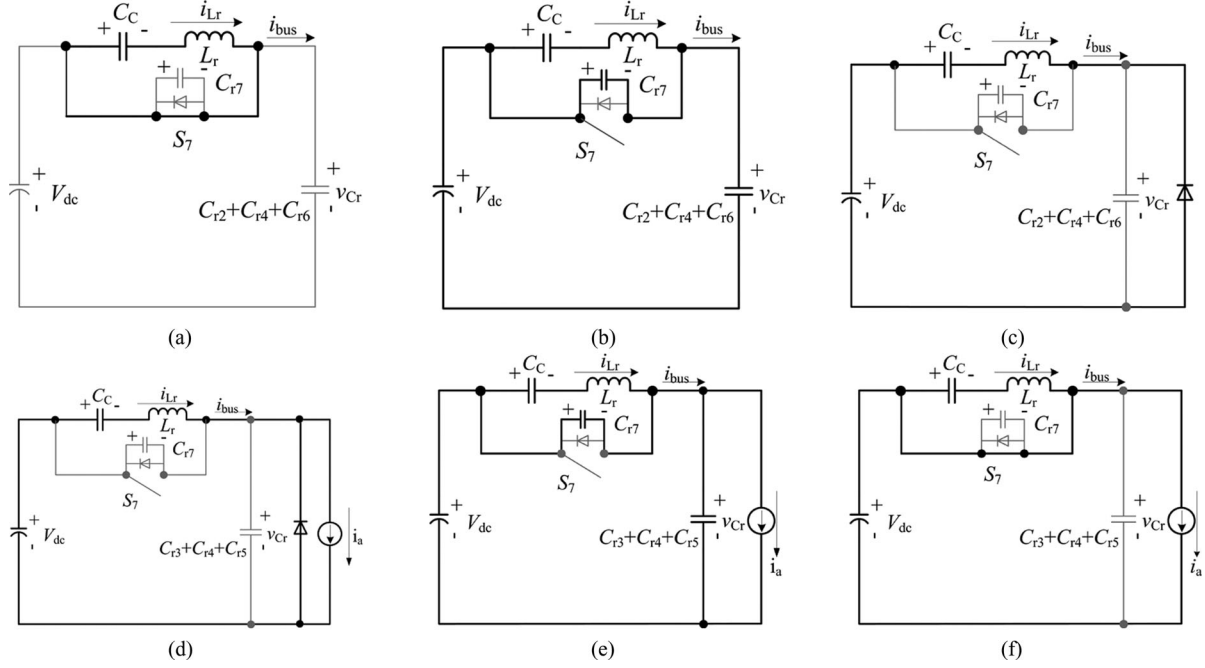 + C_C - i_Lr i_bus
L_r
+ - C_r7
S_7
+ V_dc -
C_r2+C_r4+C_r6 + v_Cr -
(a)
+ C_C - i_Lr i_bus
L_r
+ - C_r7
S_7
+ V_dc -
C_r2+C_r4+C_r6 + v_Cr -
(b)
+ C_C - i_Lr i_bus
L_r
+ - C_r7
S_7
+ V_dc -
C_r2+C_r4+C_r6 + v_Cr -
(c)
+ C_C - i_Lr i_bus
L_r
+ - C_r7
S_7
+ V_dc -
C_r3+C_r4+C_r5 + v_Cr -
i_a
(d)
+ C_C - i_Lr i_bus
L_r
+ - C_r7
S_7
+ V_dc -
C_r3+C_r4+C_r5 + v_Cr -
i_a
(e)
+ C_C - i_Lr i_bus
L_r
+ - C_r7
S_7
+ V_dc -
C_r3+C_r4+C_r5 + v_Cr -
i_a
(f)